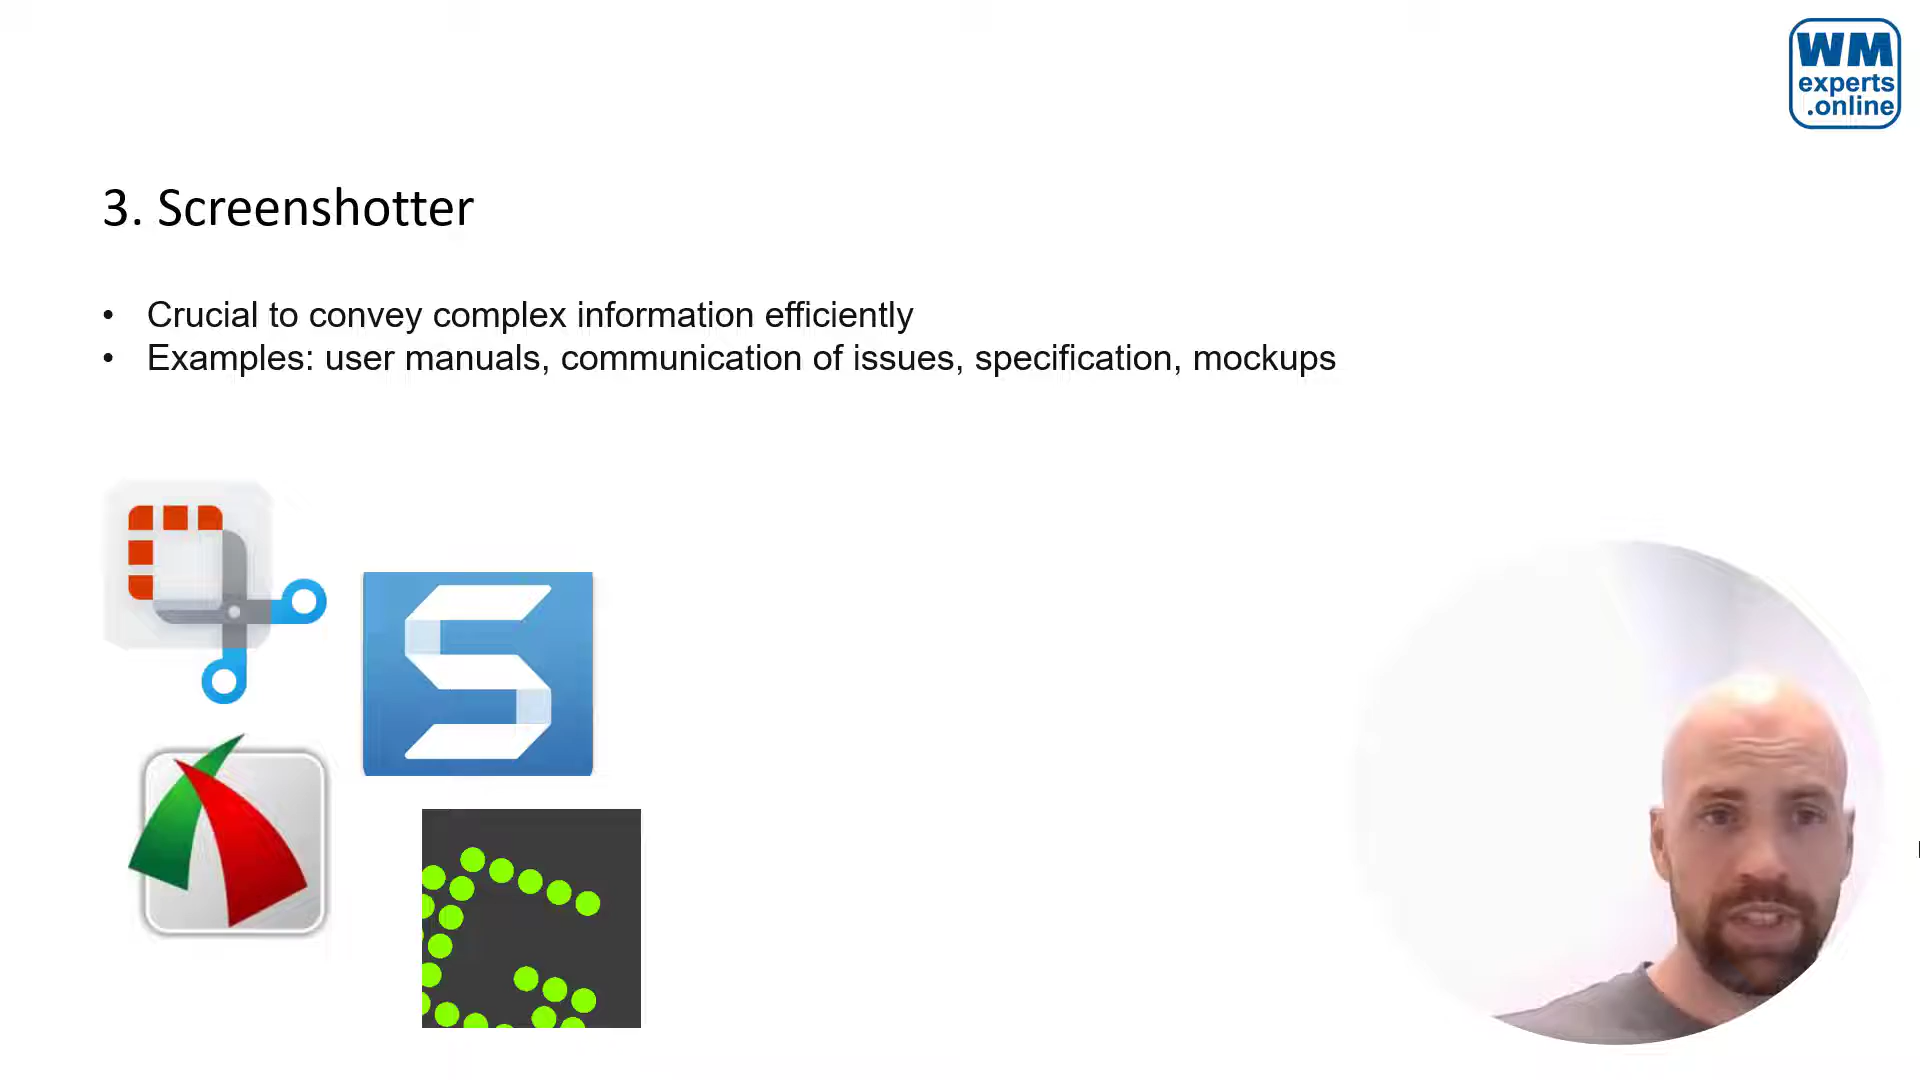 WM
experts
.online
3. Screenshotter
• Crucial to convey complex information efficiently
• Examples: user manuals, communication of issues, specification, mockups